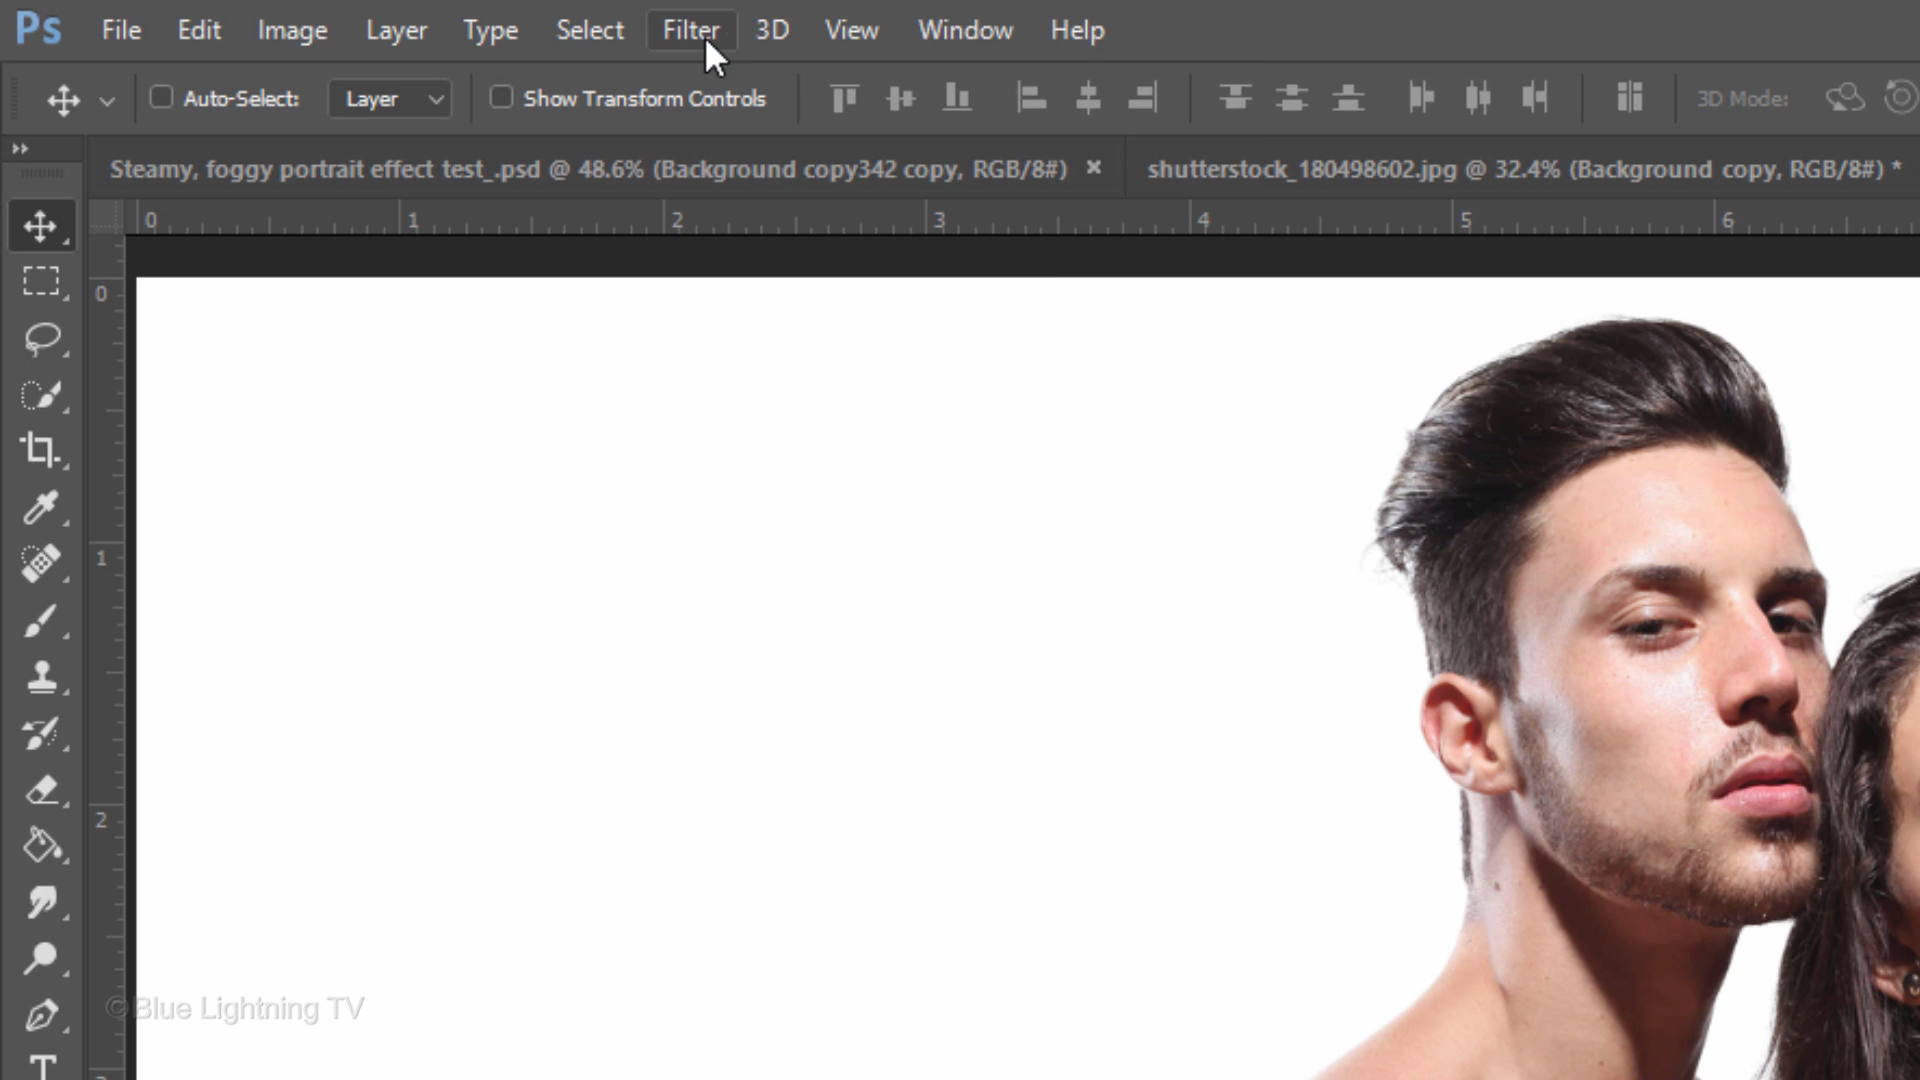 Ps File Edit Image Layer Type Select Filter 3D View Window Help
Auto-Select: Layer Show Transform Controls 3D Mode:
Steamy, foggy portrait effect test_.psd @ 48.6% (Background copy342 copy, RGB/8#) × shutterstock_180498602.jpg @ 32.4% (Background copy, RGB/8#) *
0 1 2 3 4 5 6
0
1
2
©Blue Lightning TV